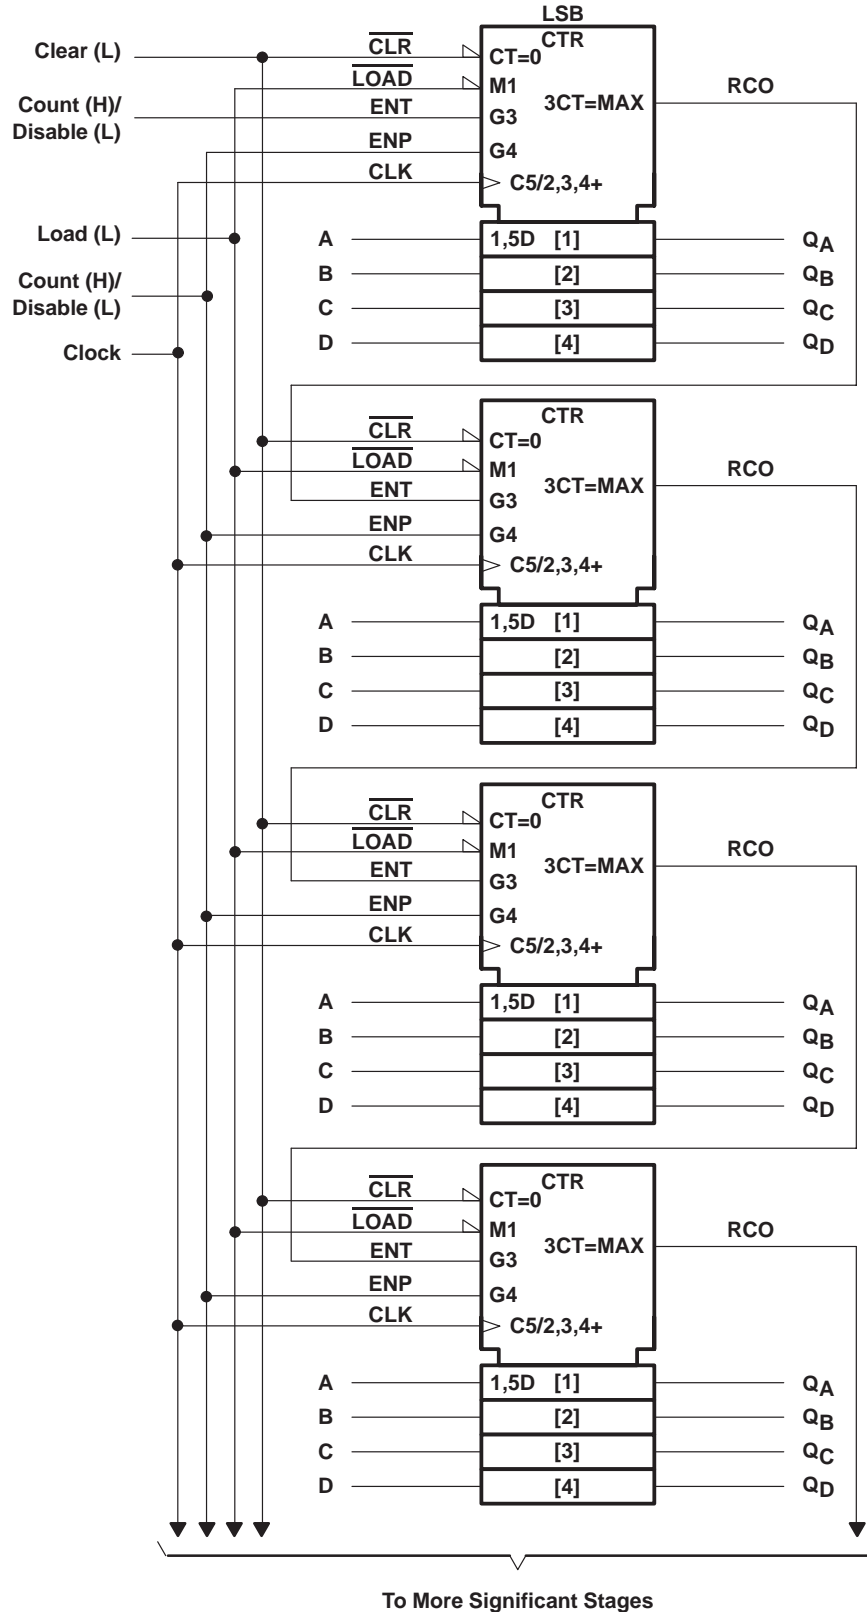 LSB
CTR
Clear (L)
CLR
CT=0
LOAD
M1
RCO
Count (H)/
Disable (L)
ENT
G3
3CT=MAX
ENP
G4
CLK
C5/2,3,4+
Load (L)
A
1,5D [1]
QA
B
[2]
QB
Count (H)/
Disable (L)
C
[3]
QC
D
[4]
QD
Clock
CTR
CLR
CT=0
LOAD
M1
RCO
ENT
G3
3CT=MAX
ENP
G4
CLK
C5/2,3,4+
A
1,5D [1]
QA
B
[2]
QB
C
[3]
QC
D
[4]
QD
CTR
CLR
CT=0
LOAD
M1
RCO
ENT
G3
3CT=MAX
ENP
G4
CLK
C5/2,3,4+
A
1,5D [1]
QA
B
[2]
QB
C
[3]
QC
D
[4]
QD
CTR
CLR
CT=0
LOAD
M1
RCO
ENT
G3
3CT=MAX
ENP
G4
CLK
C5/2,3,4+
A
1,5D [1]
QA
B
[2]
QB
C
[3]
QC
D
[4]
QD
To More Significant Stages